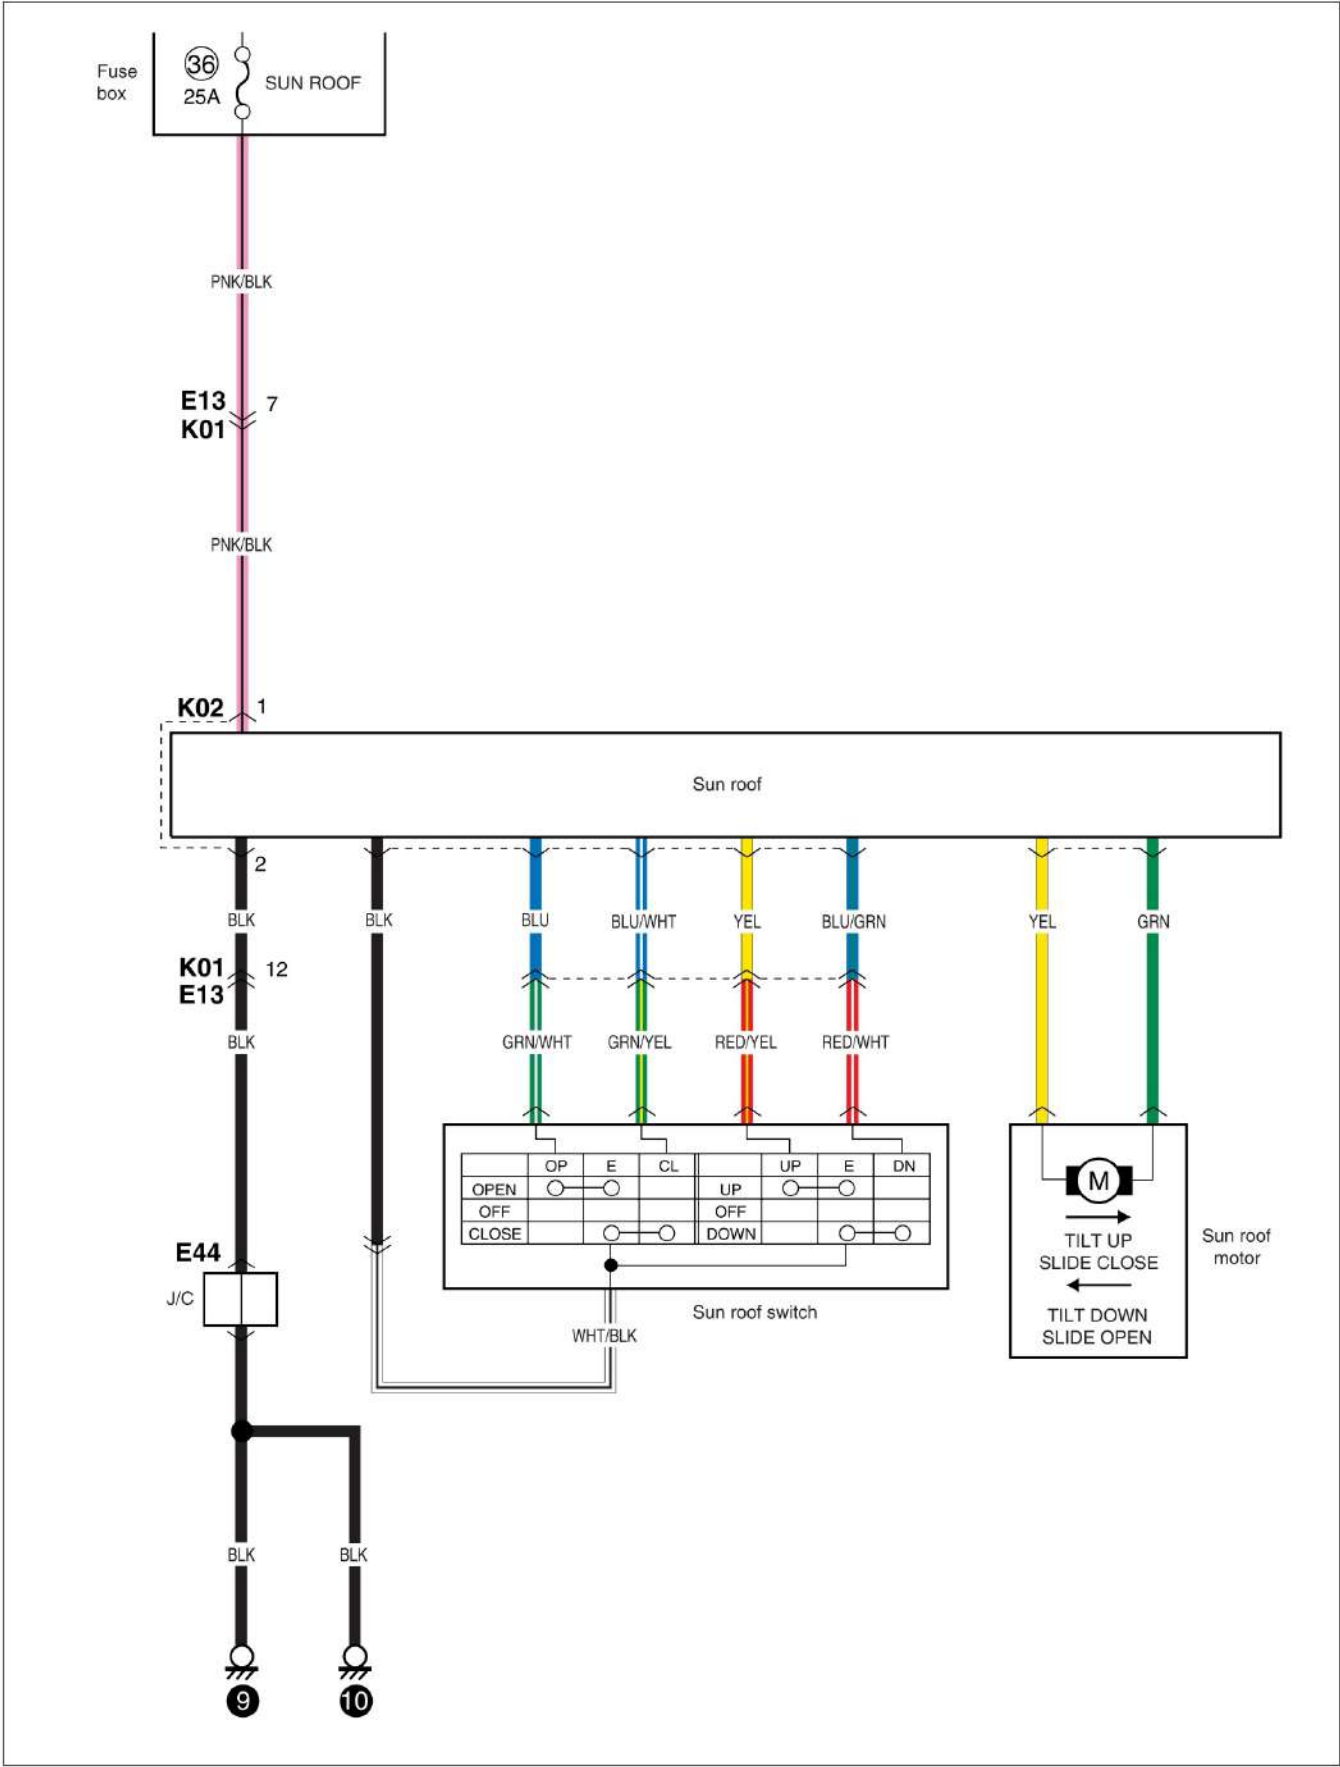 Fuse
box
36
25A
SUN ROOF
PNK/BLK
E13
7
K01
PNK/BLK
K02
1
Sun roof
2
BLK
BLK
BLU
BLU/WHT
YEL
BLU/GRN
YEL
GRN
K01
12
E13
BLK
GRN/WHT
GRN/YEL
RED/YEL
RED/WHT
OP
E
CL
UP
E
DN
OPEN
UP
OFF
OFF
CLOSE
DOWN
M
TILT UP
SLIDE CLOSE
TILT DOWN
SLIDE OPEN
Sun roof
motor
E44
J/C
Sun roof switch
WHT/BLK
BLK
BLK
9
10